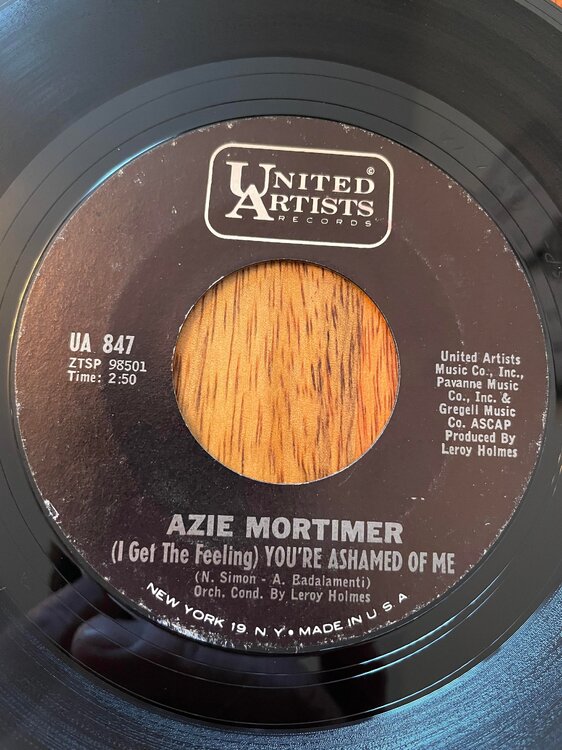 UNITED
ARTISTS
RECORDS
©
UA 847
ZTSP 98501
Time: 2:50
United Artists
Music Co., Inc.,
Pavanne Music
Co., Inc. &
Gregell Music
Co. ASCAP
Produced By
Leroy Holmes
AZIE MORTIMER
(I Get The Feeling) YOU'RE ASHAMED OF ME
(N. Simon - A. Badalamenti)
Orch. Cond. By Leroy Holmes
NEW YORK 19, N. Y. • MADE IN U S A